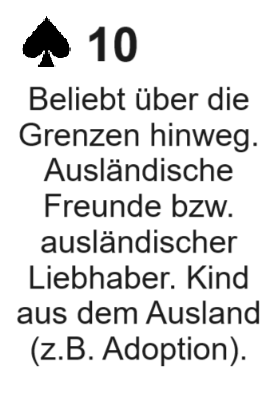 ♠ 10
Beliebt über die
Grenzen hinweg.
Ausländische
Freunde bzw.
ausländischer
Liebhaber. Kind
aus dem Ausland
(z.B. Adoption).